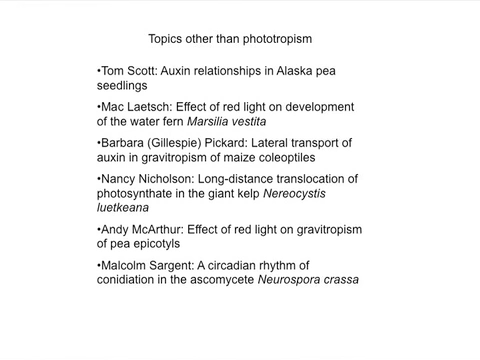 Topics other than phototropism
•Tom Scott: Auxin relationships in Alaska pea
seedlings
•Mac Laetsch: Effect of red light on development
of the water fern Marsilia vestita
•Barbara (Gillespie) Pickard: Lateral transport of
auxin in gravitropism of maize coleoptiles
•Nancy Nicholson: Long-distance translocation of
photosynthate in the giant kelp Nereocystis
luetkeana
•Andy McArthur: Effect of red light on gravitropism
of pea epicotyls
•Malcolm Sargent: A circadian rhythm of
conidiation in the ascomycete Neurospora crassa